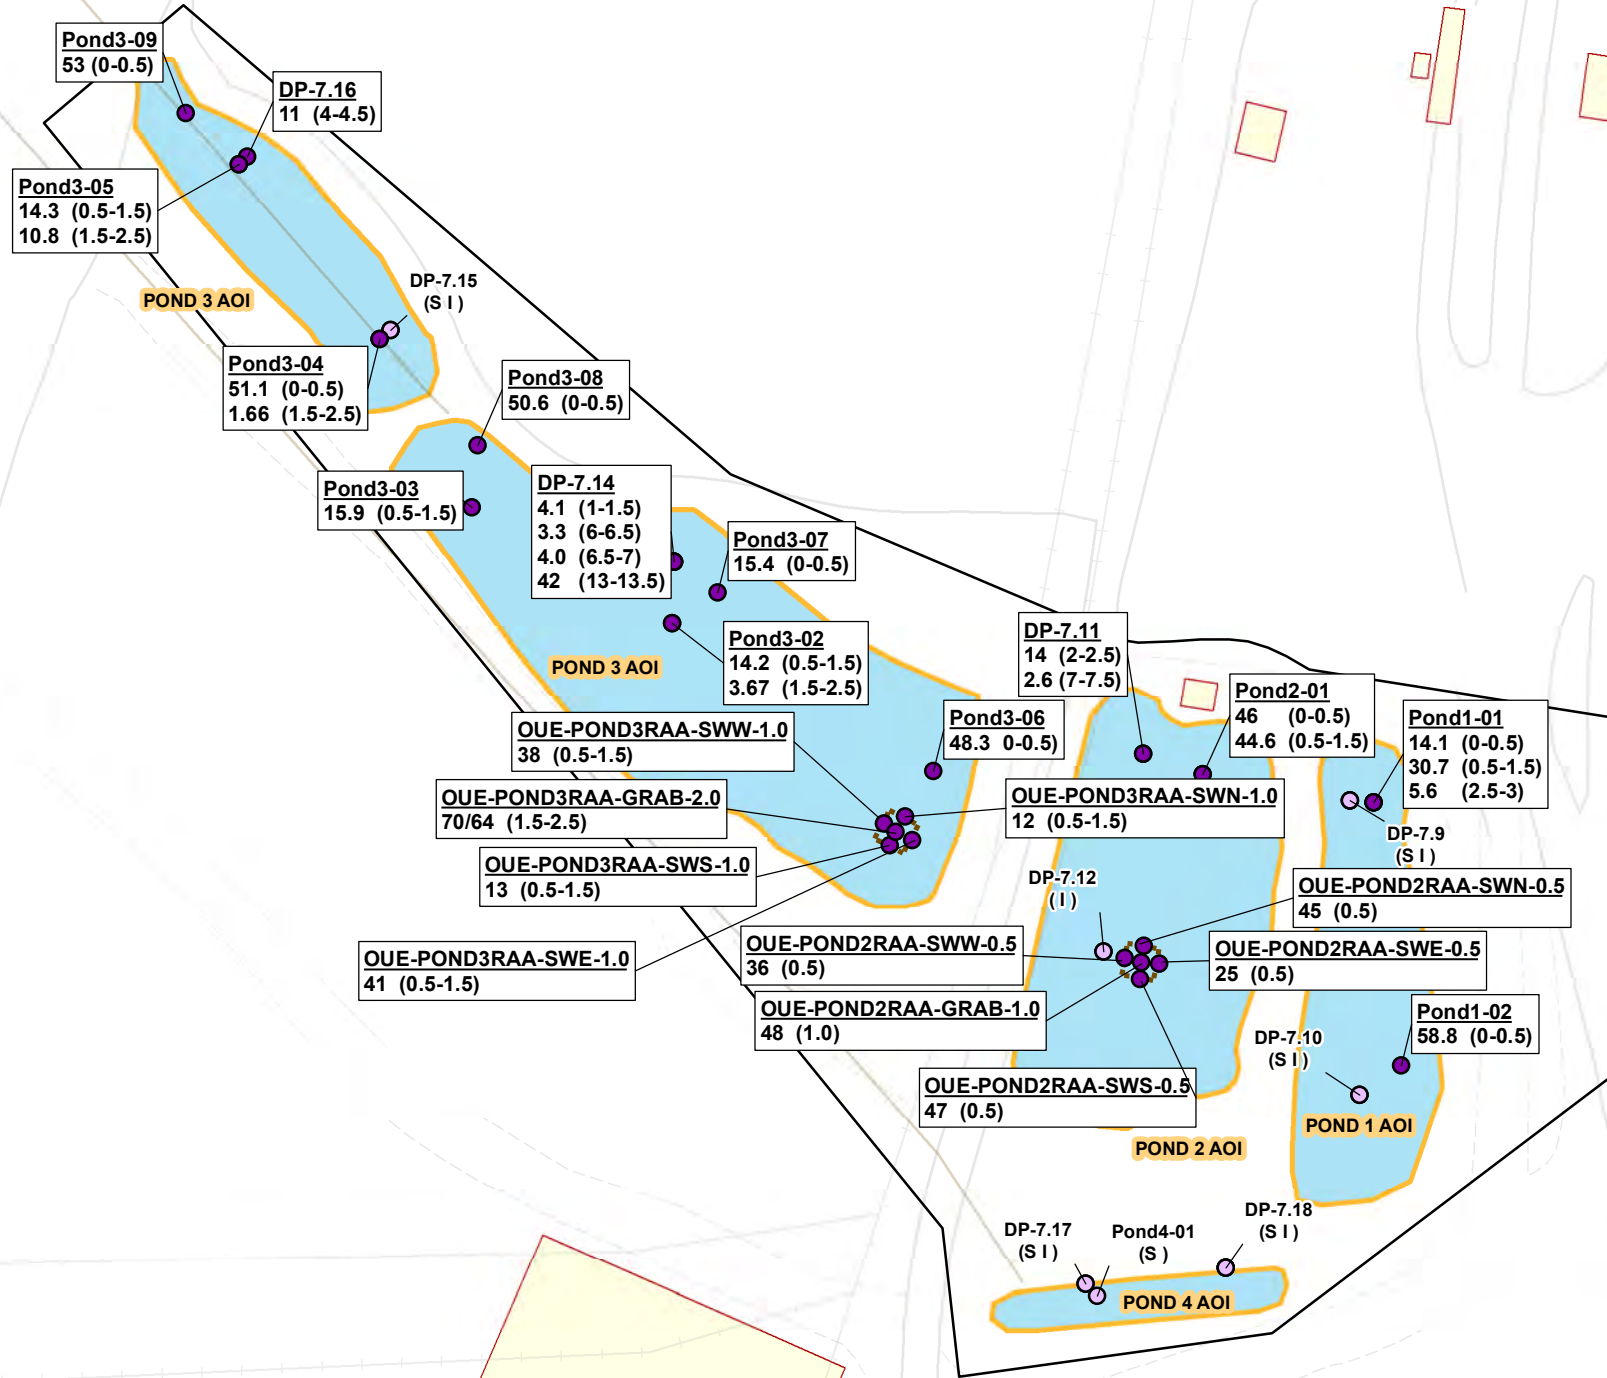 Pond3-09
53 (0-0.5)
DP-7.16
11 (4-4.5)
Pond3-05
14.3 (0.5-1.5)
10.8 (1.5-2.5)
DP-7.15
(S I )
POND 3 AOI
Pond3-04
51.1 (0-0.5)
1.66 (1.5-2.5)
Pond3-08
50.6 (0-0.5)
Pond3-03
15.9 (0.5-1.5)
DP-7.14
4.1 (1-1.5)
3.3 (6-6.5)
4.0 (6.5-7)
42 (13-13.5)
Pond3-07
15.4 (0-0.5)
Pond3-02
14.2 (0.5-1.5)
3.67 (1.5-2.5)
POND 3 AOI
DP-7.11
14 (2-2.5)
2.6 (7-7.5)
Pond2-01
46 (0-0.5)
44.6 (0.5-1.5)
Pond1-01
14.1 (0-0.5)
30.7 (0.5-1.5)
5.6 (2.5-3)
Pond3-06
48.3 0-0.5)
OUE-POND3RAA-SWW-1.0
38 (0.5-1.5)
OUE-POND3RAA-GRAB-2.0
70/64 (1.5-2.5)
OUE-POND3RAA-SWN-1.0
12 (0.5-1.5)
DP-7.9
(S I )
OUE-POND3RAA-SWS-1.0
13 (0.5-1.5)
DP-7.12
( I )
OUE-POND2RAA-SWN-0.5
45 (0.5)
OUE-POND3RAA-SWE-1.0
41 (0.5-1.5)
OUE-POND2RAA-SWW-0.5
36 (0.5)
OUE-POND2RAA-SWE-0.5
25 (0.5)
OUE-POND2RAA-GRAB-1.0
48 (1.0)
Pond1-02
58.8 (0-0.5)
DP-7.10
(S I )
OUE-POND2RAA-SWS-0.5
47 (0.5)
POND 1 AOI
POND 2 AOI
DP-7.17
(S I )
Pond4-01
(S )
DP-7.18
(S I )
POND 4 AOI